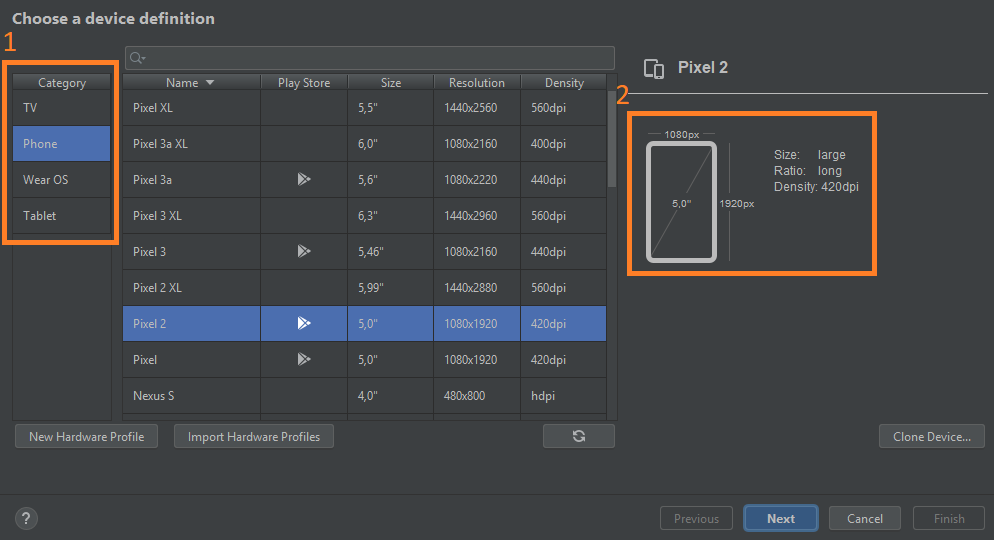 Choose a device definition
1
Category
TV
Phone
Wear OS
Tablet
Name Play Store Size Resolution Density
Pixel XL 5,5" 1440x2560 560dpi
Pixel 3a XL 6,0" 1080x2160 400dpi
Pixel 3a 5,6" 1080x2220 440dpi
Pixel 3 XL 6,3" 1440x2960 560dpi
Pixel 3 5,46" 1080x2160 440dpi
Pixel 2 XL 5,99" 1440x2880 560dpi
Pixel 2 5,0" 1080x1920 420dpi
Pixel 5,0" 1080x1920 420dpi
Nexus S 4,0" 480x800 hdpi
New Hardware Profile
Import Hardware Profiles
Pixel 2
2
1080px
5,0"
1920px
Size: large
Ratio: long
Density: 420dpi
Clone Device...
?
Previous
Next
Cancel
Finish